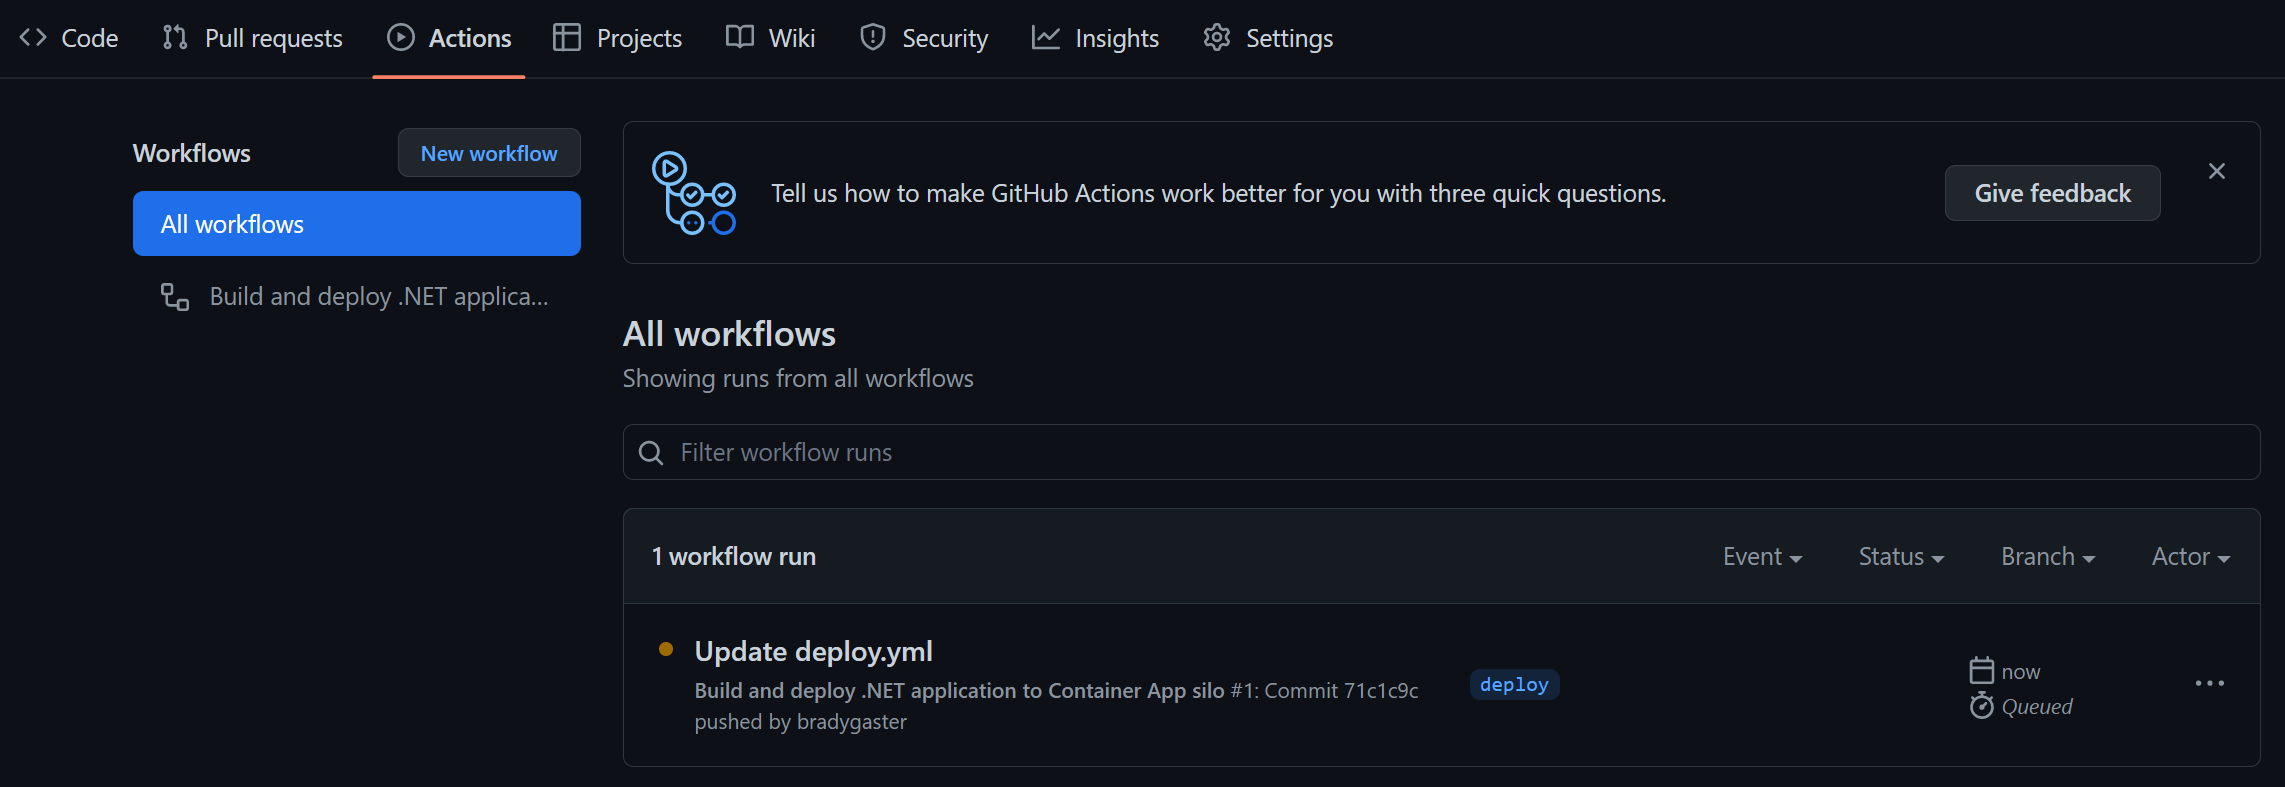 Code Pull requests Actions Projects Wiki Security Insights Settings
Workflows
New workflow
All workflows
Build and deploy .NET applica...
Tell us how to make GitHub Actions work better for you with three quick questions.
Give feedback
All workflows
Showing runs from all workflows
Filter workflow runs
1 workflow run
Event Status Branch Actor
Update deploy.yml
Build and deploy .NET application to Container App silo #1: Commit 71c1c9c
pushed by bradygaster
deploy
now
Queued